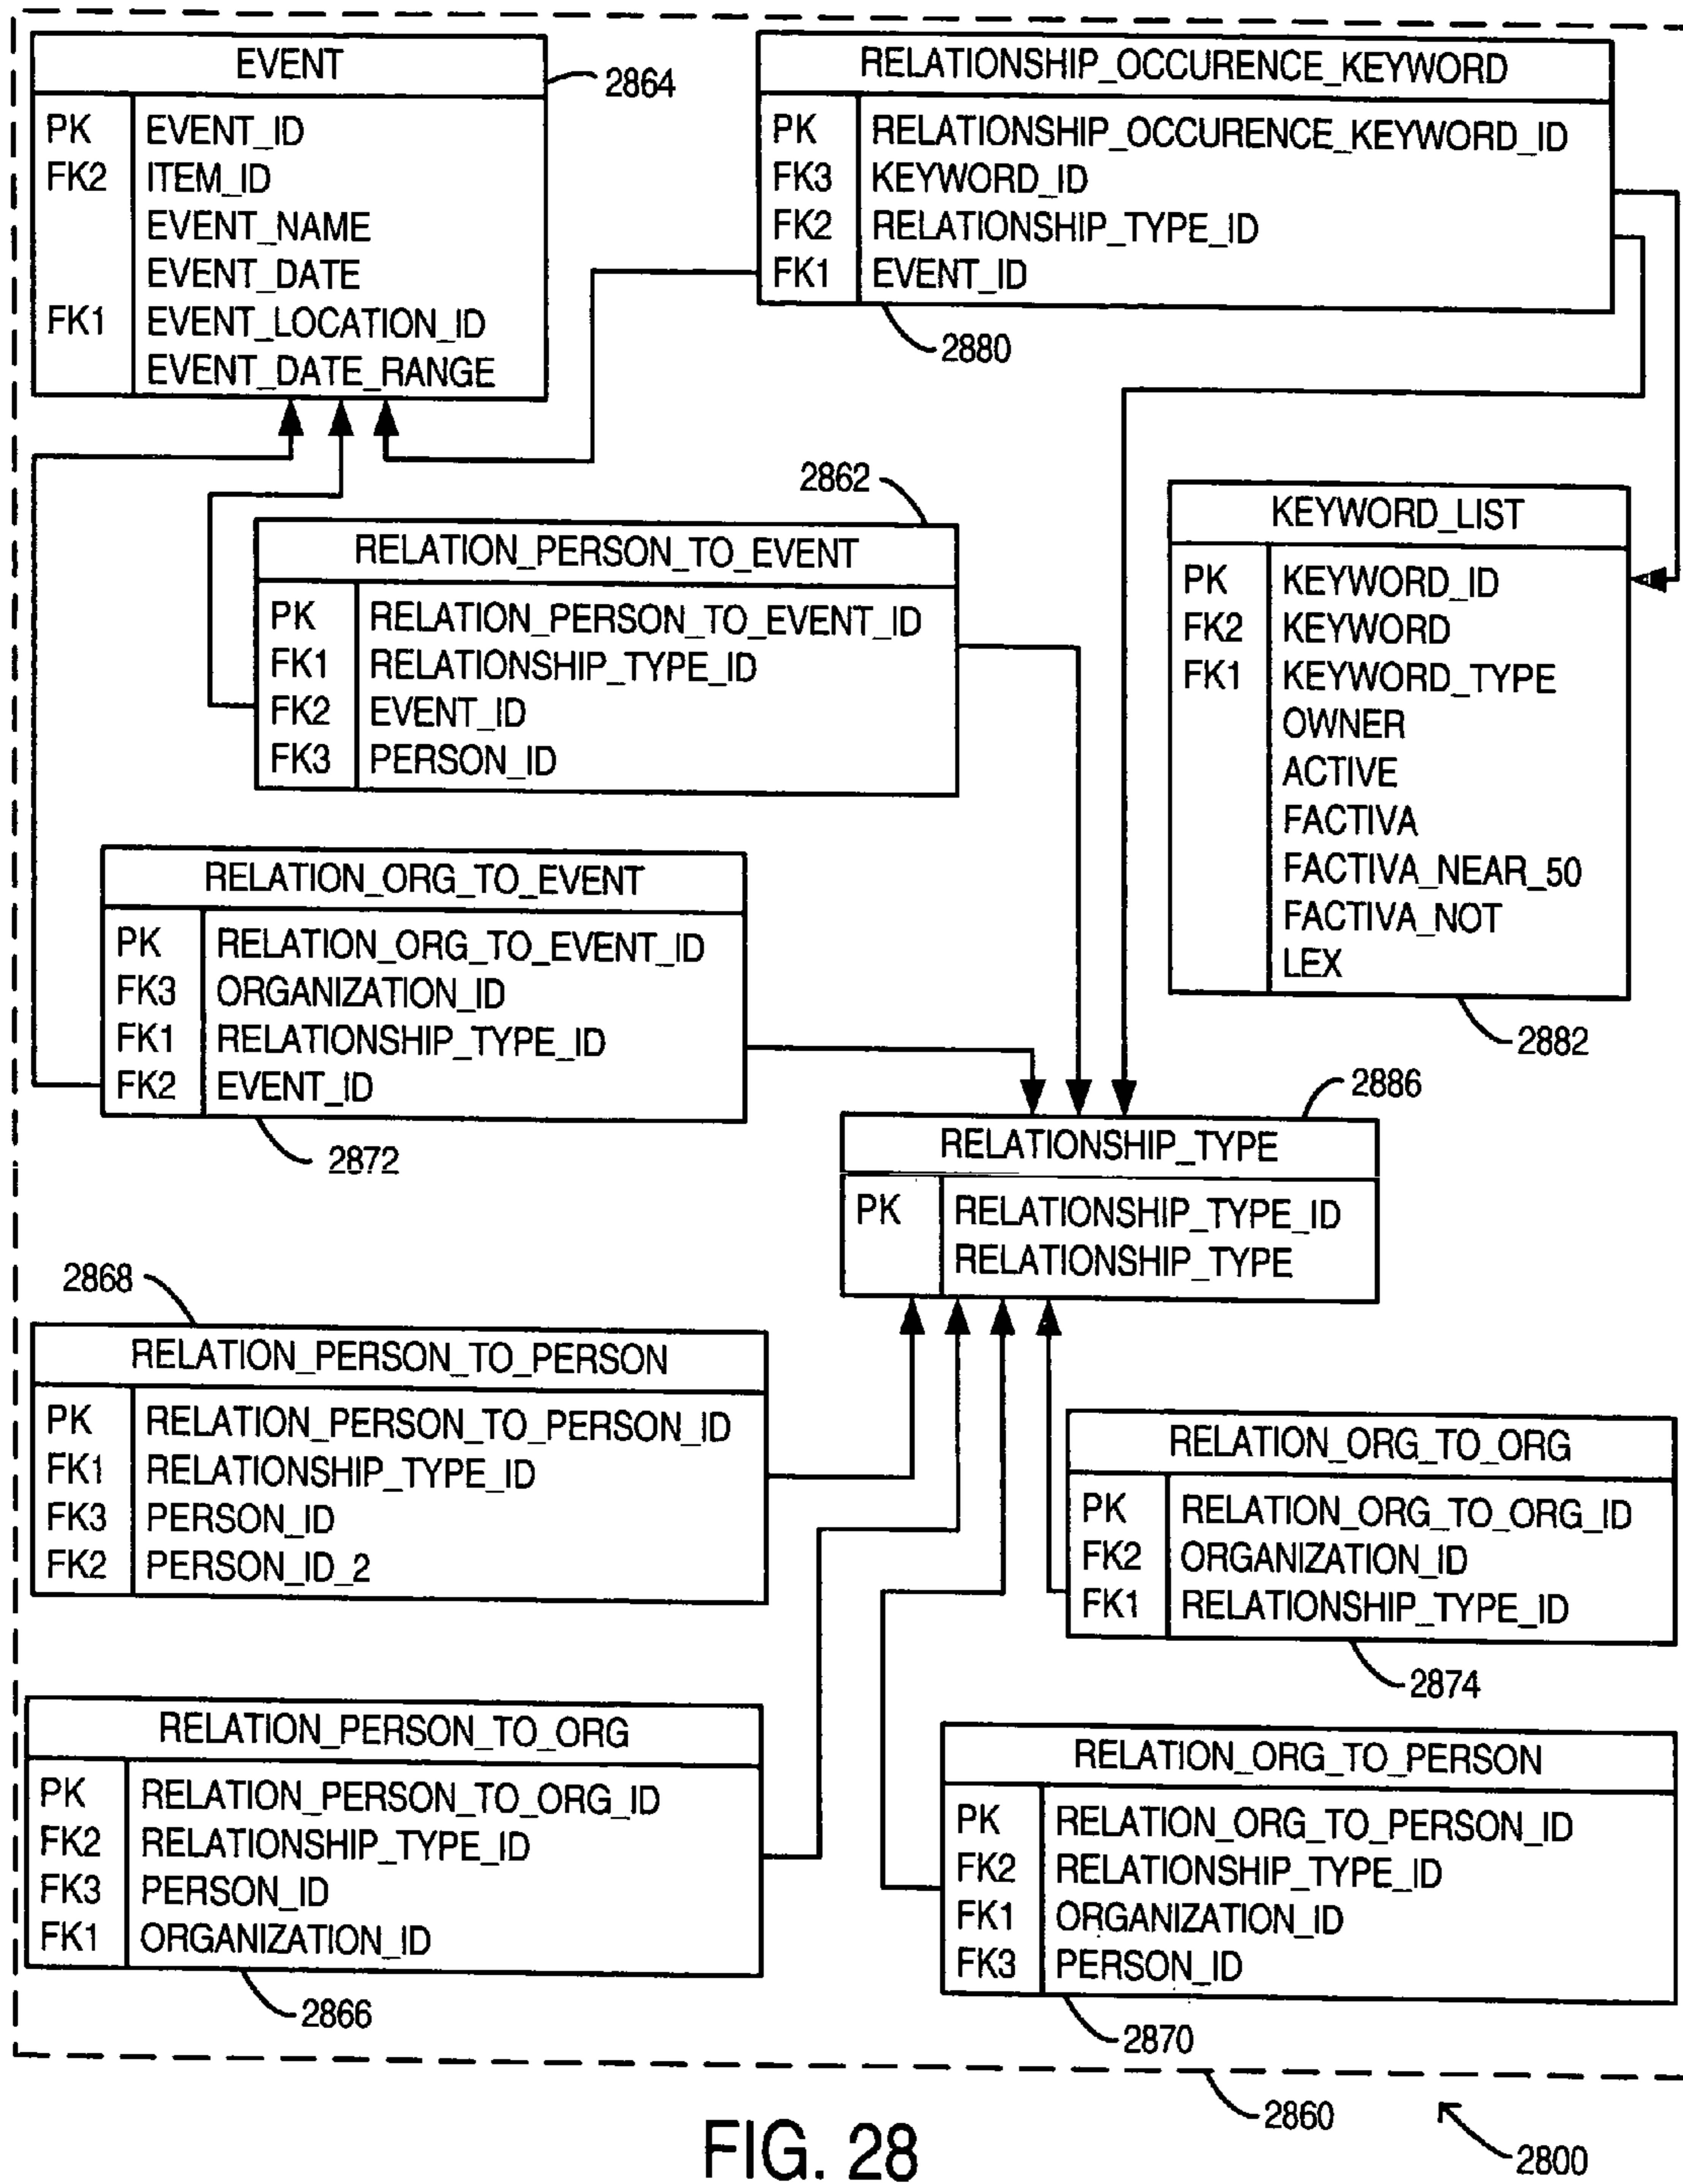 EVENT
2864
PK EVENT_ID
FK2 ITEM_ID
EVENT_NAME
EVENT_DATE
FK1 EVENT_LOCATION_ID
EVENT_DATE_RANGE
RELATIONSHIP_OCCURENCE_KEYWORD
PK RELATIONSHIP_OCCURENCE_KEYWORD_ID
FK3 KEYWORD_ID
FK2 RELATIONSHIP_TYPE_ID
FK1 EVENT_ID
2880
2862
RELATION_PERSON_TO_EVENT
PK RELATION_PERSON_TO_EVENT_ID
FK1 RELATIONSHIP_TYPE_ID
FK2 EVENT_ID
FK3 PERSON_ID
KEYWORD_LIST
PK KEYWORD_ID
FK2 KEYWORD
FK1 KEYWORD_TYPE
OWNER
ACTIVE
FACTIVA
FACTIVA_NEAR_50
FACTIVA_NOT
LEX
2882
RELATION_ORG_TO_EVENT
PK RELATION_ORG_TO_EVENT_ID
FK3 ORGANIZATION_ID
FK1 RELATIONSHIP_TYPE_ID
FK2 EVENT_ID
2872
2886
RELATIONSHIP_TYPE
PK RELATIONSHIP_TYPE_ID
RELATIONSHIP_TYPE
2868
RELATION_PERSON_TO_PERSON
PK RELATION_PERSON_TO_PERSON_ID
FK1 RELATIONSHIP_TYPE_ID
FK3 PERSON_ID
FK2 PERSON_ID_2
RELATION_ORG_TO_ORG
PK RELATION_ORG_TO_ORG_ID
FK2 ORGANIZATION_ID
FK1 RELATIONSHIP_TYPE_ID
2874
RELATION_PERSON_TO_ORG
PK RELATION_PERSON_TO_ORG_ID
FK2 RELATIONSHIP_TYPE_ID
FK3 PERSON_ID
FK1 ORGANIZATION_ID
2866
RELATION_ORG_TO_PERSON
PK RELATION_ORG_TO_PERSON_ID
FK2 RELATIONSHIP_TYPE_ID
FK1 ORGANIZATION_ID
FK3 PERSON_ID
2870
2860
2800
FIG. 28